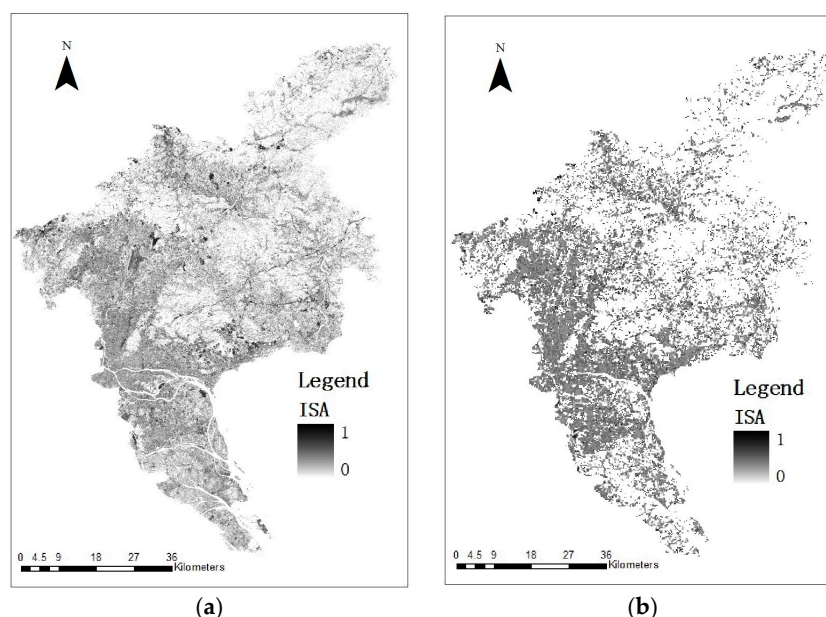 N
Legend
ISA
1
0
0 4.5 9 18 27 36
Kilometers
(a)
N
Legend
ISA
1
0
0 4.5 9 18 27 36
Kilometers
(b)